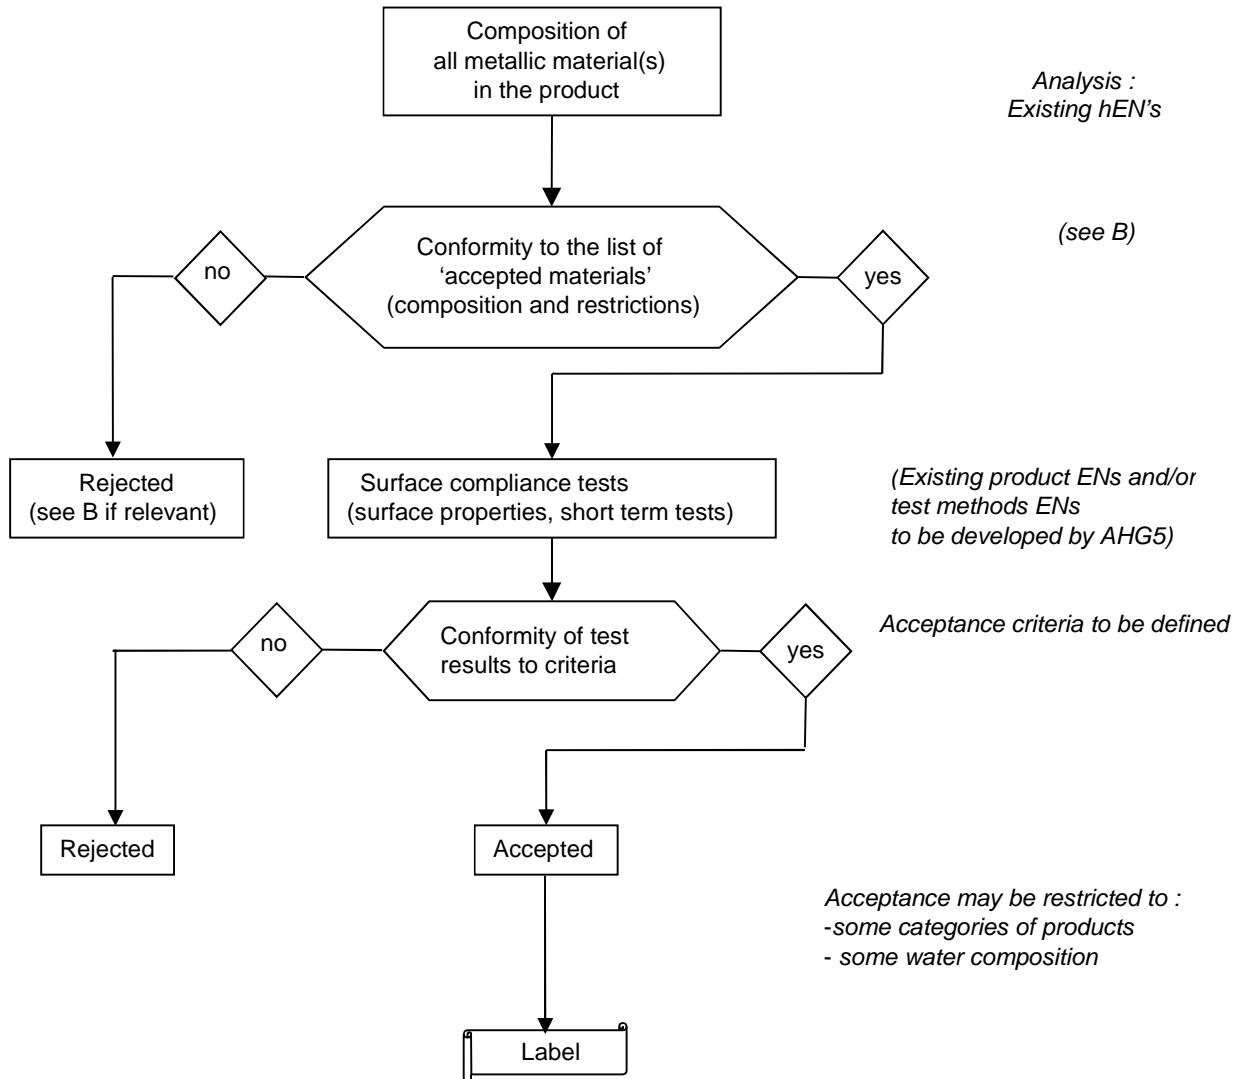 Composition of
all metallic material(s)
in the product
Analysis :
Existing hEN's
(see B)
no
Conformity to the list of
‘accepted materials’
(composition and restrictions)
yes
Rejected
(see B if relevant)
Surface compliance tests
(surface properties, short term tests)
(Existing product ENs and/or
test methods ENs
to be developed by AHG5)
no
Conformity of test
results to criteria
yes
Acceptance criteria to be defined
Rejected
Accepted
Acceptance may be restricted to :
-some categories of products
- some water composition
Label